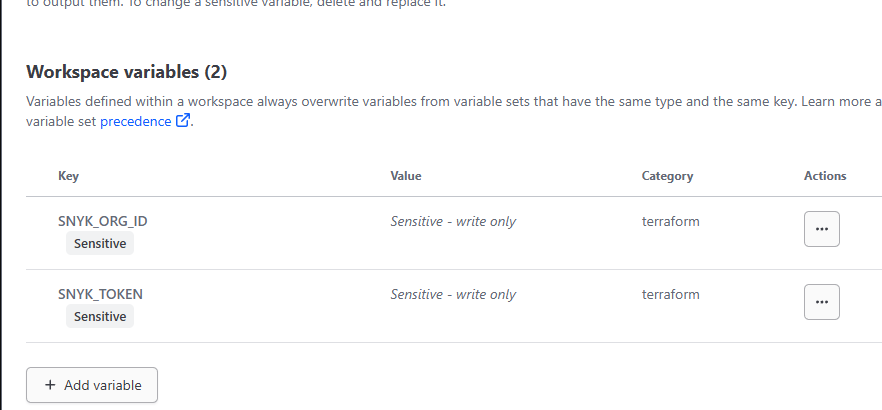 to output them. To change a sensitive variable, delete and replace it.
Workspace variables (2)
Variables defined within a workspace always overwrite variables from variable sets that have the same type and the same key. Learn more a
variable set precedence.
Key Value Category Actions
SNYK_ORG_ID Sensitive - write only terraform ...
Sensitive
SNYK_TOKEN Sensitive - write only terraform ...
Sensitive
+ Add variable